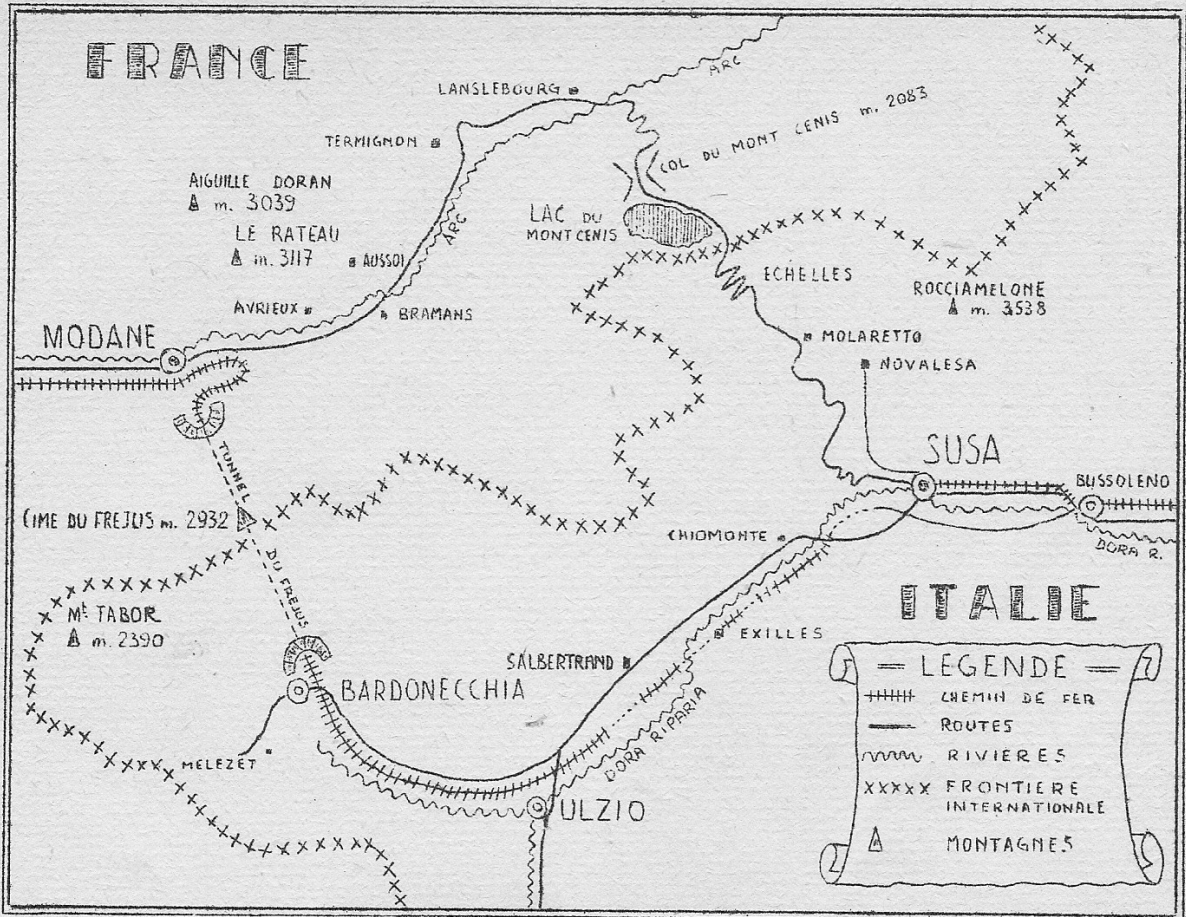 FRANCE
ARC
LANSLEBOURG
TERMIGNON
COL DU MONT CENIS m. 2083
AIGUILLE DORAN
m. 3039
LE RATEAU
m. 3117
AUSSOI
ARC
LAC DU
MONT CENIS
ECHELLES
ROCCIAMELONE
m. 3538
AVRIEUX
BRAMANS
MODANE
MOLARETTO
NOVALESA
TUNNEL
DU FREJUS
SUSA
BUSSOLENO
CIME DU FREJUS m. 2932
CHIOMONTE
DORA R.
ITALIE
Mt TABOR
m. 2390
EXILLES
SALBERTRAND
BARDONECCHIA
DORA RIPARIA
MELEZET
ULZIO
= LEGENDE =
CHEMIN DE FER
ROUTES
RIVIERES
FRONTIERE
INTERNATIONALE
MONTAGNES